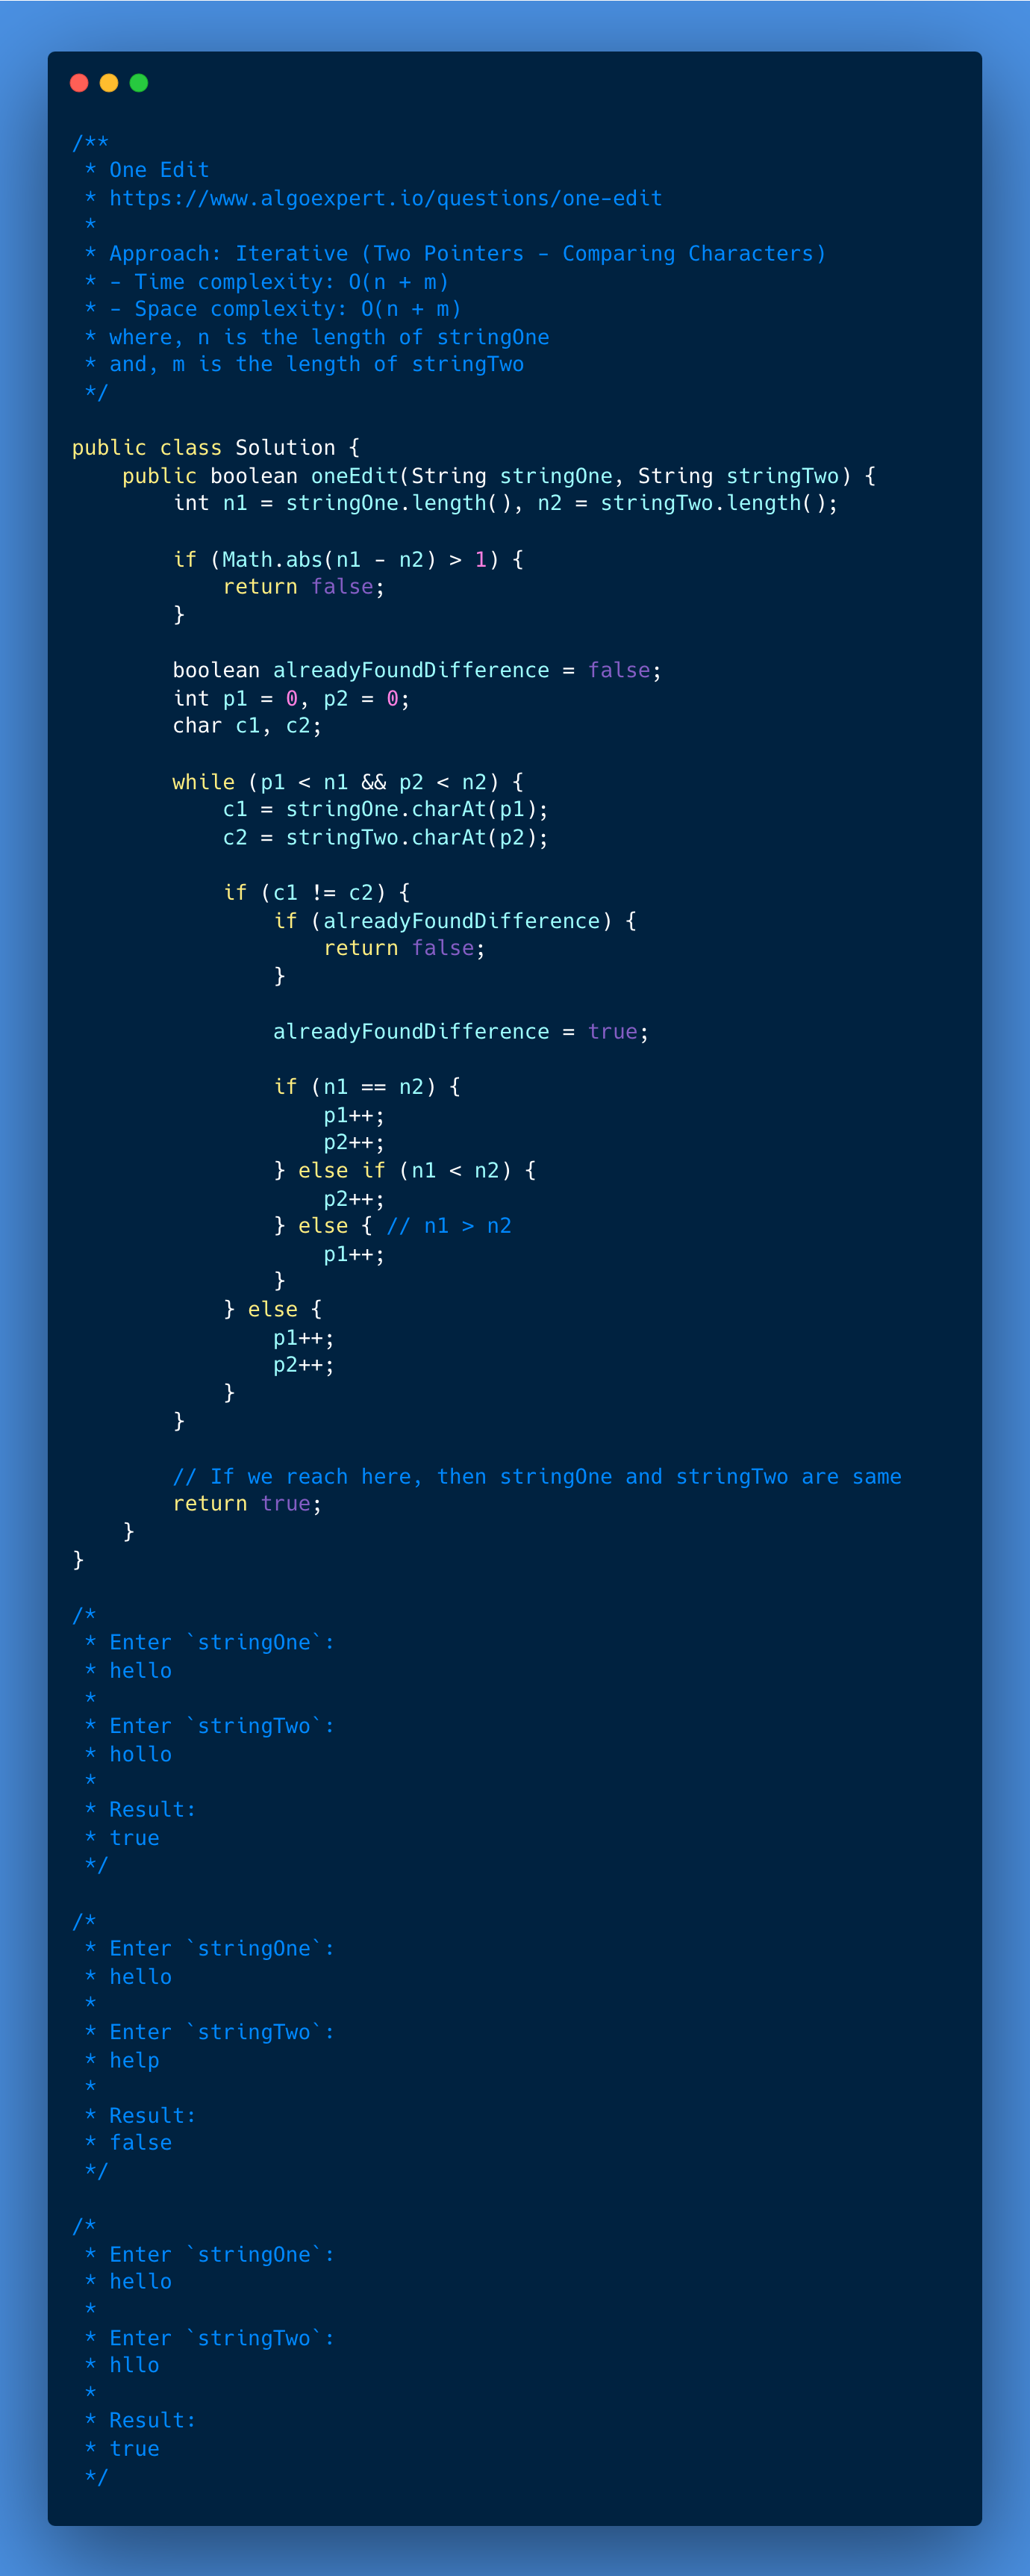 /**
 * One Edit
 * https://www.algoexpert.io/questions/one-edit
 *
 * Approach: Iterative (Two Pointers - Comparing Characters)
 * - Time complexity: O(n + m)
 * - Space complexity: O(n + m)
 * where, n is the length of stringOne
 * and, m is the length of stringTwo
 */

public class Solution {
    public boolean oneEdit(String stringOne, String stringTwo) {
        int n1 = stringOne.length(), n2 = stringTwo.length();

        if (Math.abs(n1 - n2) > 1) {
            return false;
        }

        boolean alreadyFoundDifference = false;
        int p1 = 0, p2 = 0;
        char c1, c2;

        while (p1 < n1 && p2 < n2) {
            c1 = stringOne.charAt(p1);
            c2 = stringTwo.charAt(p2);

            if (c1 != c2) {
                if (alreadyFoundDifference) {
                    return false;
                }

                alreadyFoundDifference = true;

                if (n1 == n2) {
                    p1++;
                    p2++;
                } else if (n1 < n2) {
                    p2++;
                } else { // n1 > n2
                    p1++;
                }
            } else {
                p1++;
                p2++;
            }
        }

        // If we reach here, then stringOne and stringTwo are same
        return true;
    }
}

/*
 * Enter `stringOne`:
 * hello
 *
 * Enter `stringTwo`:
 * hollo
 *
 * Result:
 * true
 */

/*
 * Enter `stringOne`:
 * hello
 *
 * Enter `stringTwo`:
 * help
 *
 * Result:
 * false
 */

/*
 * Enter `stringOne`:
 * hello
 *
 * Enter `stringTwo`:
 * hllo
 *
 * Result:
 * true
 */